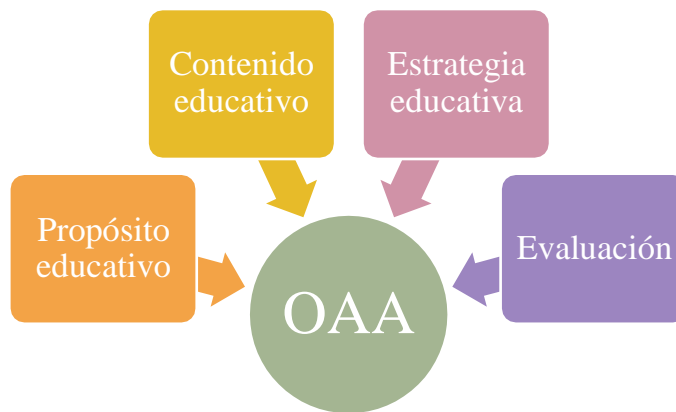 Contenido
educativo
Estrategia
educativa
Propósito
educativo
Evaluación
OAA